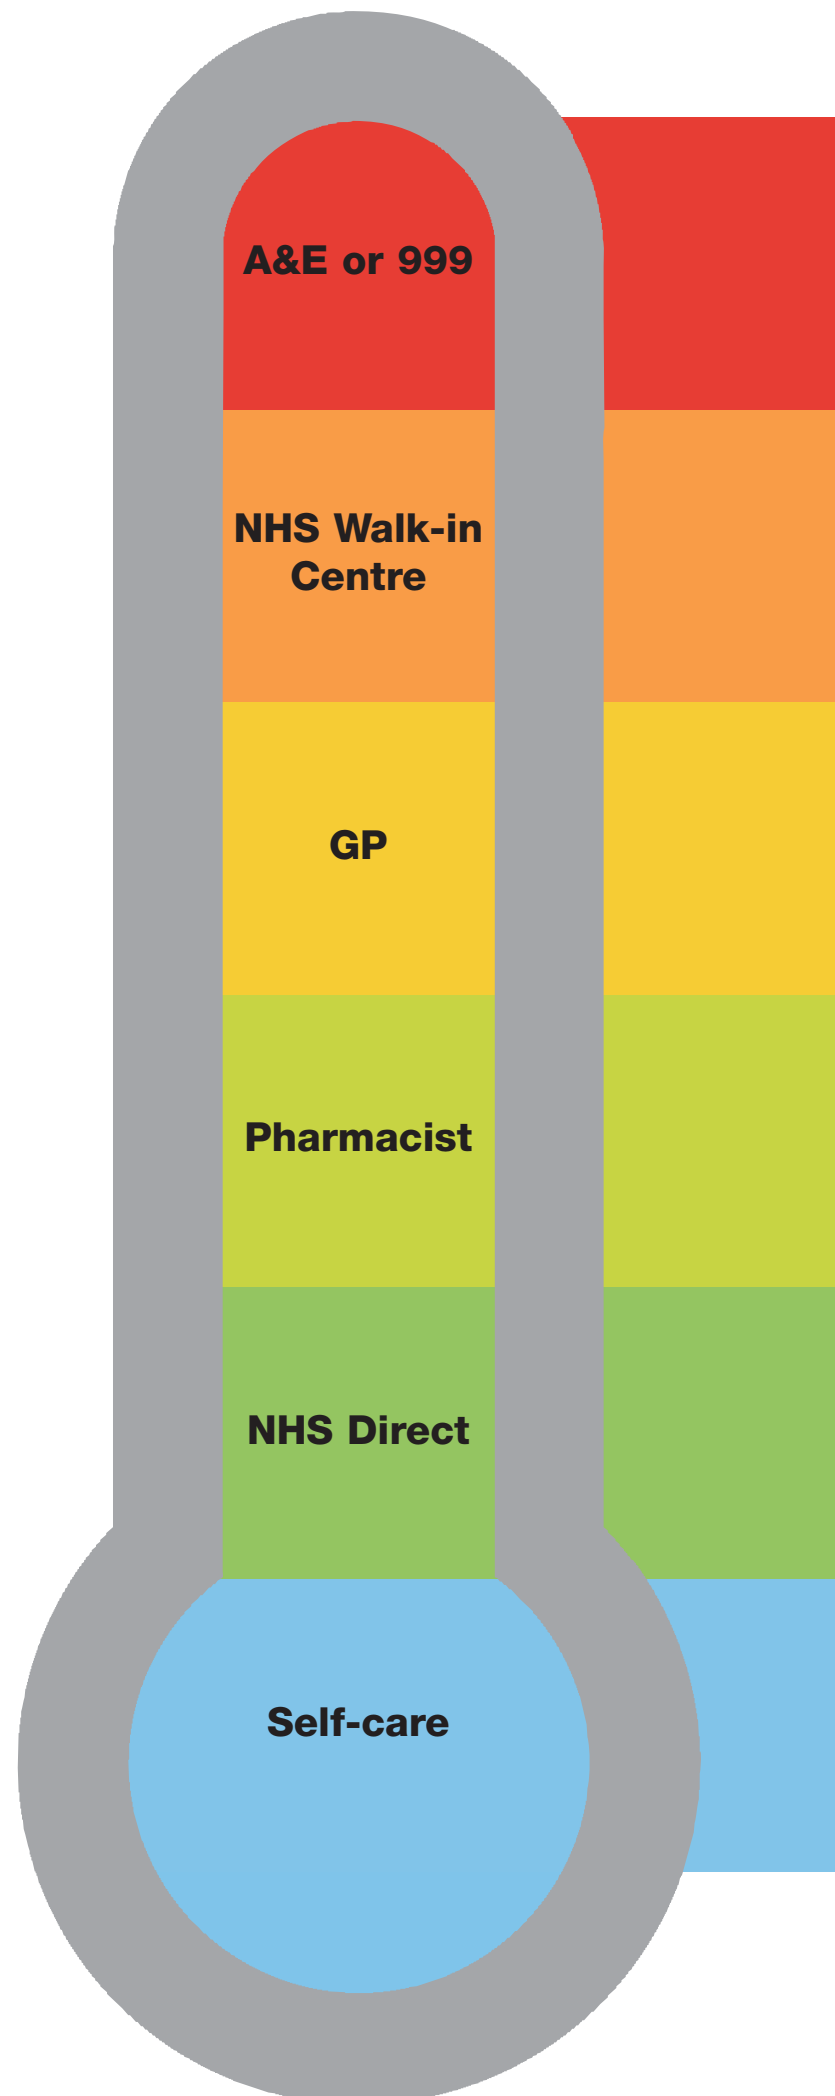 A&E or 999
NHS Walk-in
Centre
GP
Pharmacist
NHS Direct
Self-care